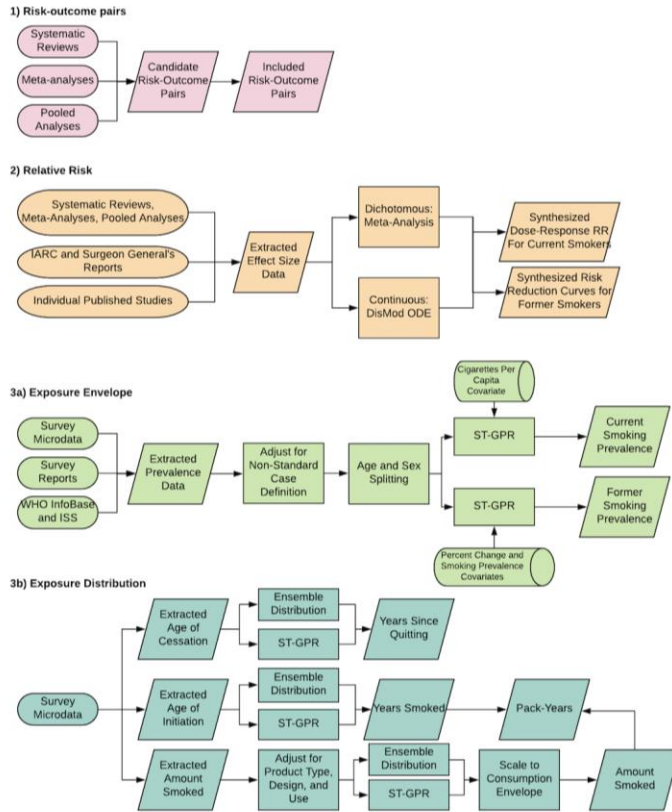 1) Risk-outcome pairs
Systematic
Reviews
Meta-analyses
Pooled
Analyses
Candidate
Risk-Outcome
Pairs
Included
Risk-Outcome
Pairs
2) Relative Risk
Systematic Reviews,
Meta-Analyses, Pooled Analyses
IARC and Surgeon General's
Reports
Individual Published Studies
Extracted
Effect Size
Data
Dichotomous:
Meta-Analysis
Continuous:
DisMod ODE
Synthesized
Dose-Response RR
For Current Smokers
Synthesized Risk
Reduction Curves for
Former Smokers
3a) Exposure Envelope
Survey
Microdata
Survey
Reports
WHO InfoBase
and ISS
Extracted
Prevalence
Data
Adjust for
Non-Standard
Case
Definition
Age and Sex
Splitting
Cigarettes Per
Capita
Covariate
ST-GPR
Current
Smoking
Prevalence
ST-GPR
Former
Smoking
Prevalence
Percent Change and
Smoking Prevalence
Covariates
3b) Exposure Distribution
Survey
Microdata
Extracted
Age of
Cessation
Ensemble
Distribution
ST-GPR
Years Since
Quitting
Extracted
Age of
Initiation
Ensemble
Distribution
ST-GPR
Years Smoked
Pack-Years
Extracted
Amount
Smoked
Adjust for
Product Type,
Design, and
Use
Ensemble
Distribution
ST-GPR
Scale to
Consumption
Envelope
Amount
Smoked